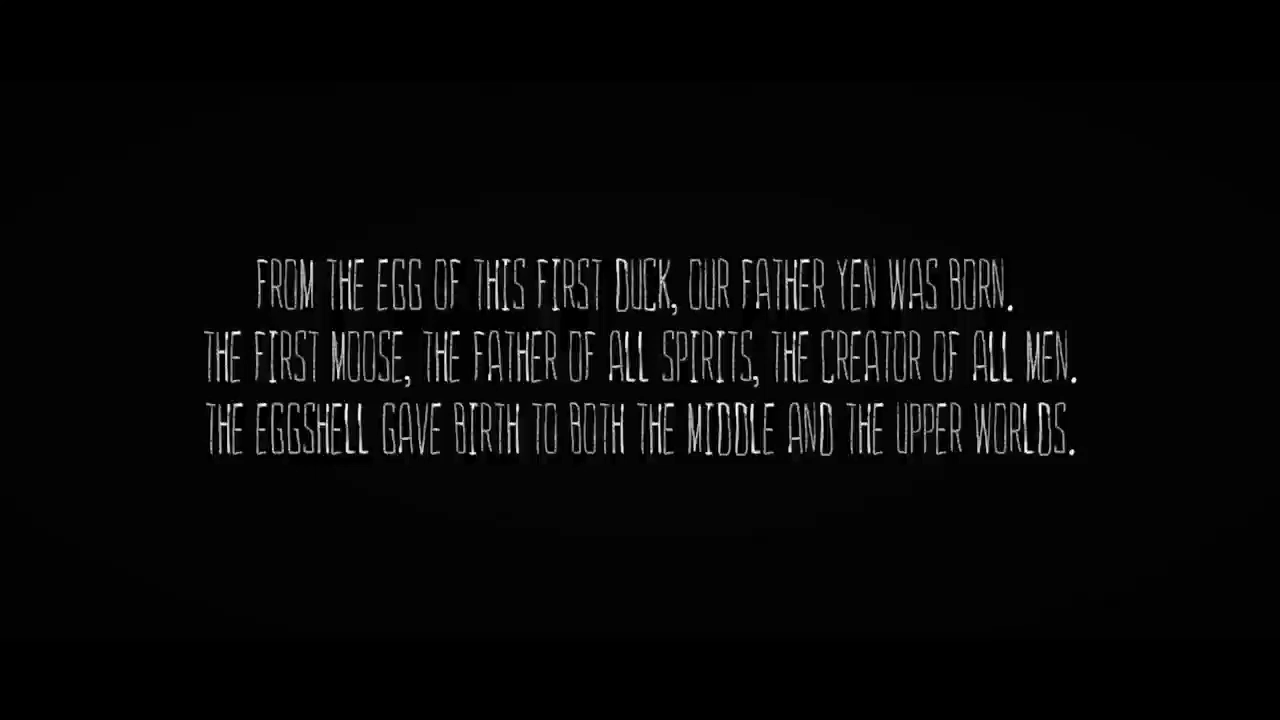 FROM THE EGG OF THIS FIRST DUCK, OUR FATHER YEN WAS BORN.
THE FIRST MOOSE, THE FATHER OF ALL SPIRITS, THE CREATOR OF ALL MEN.
THE EGGSHELL GAVE BIRTH TO BOTH THE MIDDLE AND THE UPPER WORLDS.